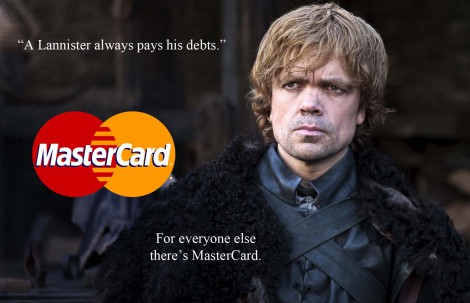 “A Lannister always pays his debts.”
MasterCard
For everyone else
there’s MasterCard.